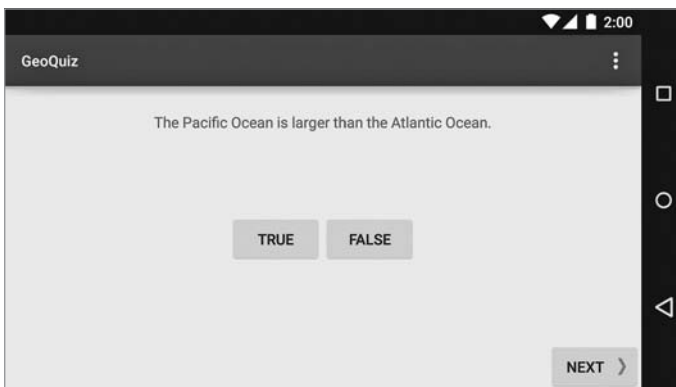 2:00
GeoQuiz
The Pacific Ocean is larger than the Atlantic Ocean.
TRUE FALSE
NEXT